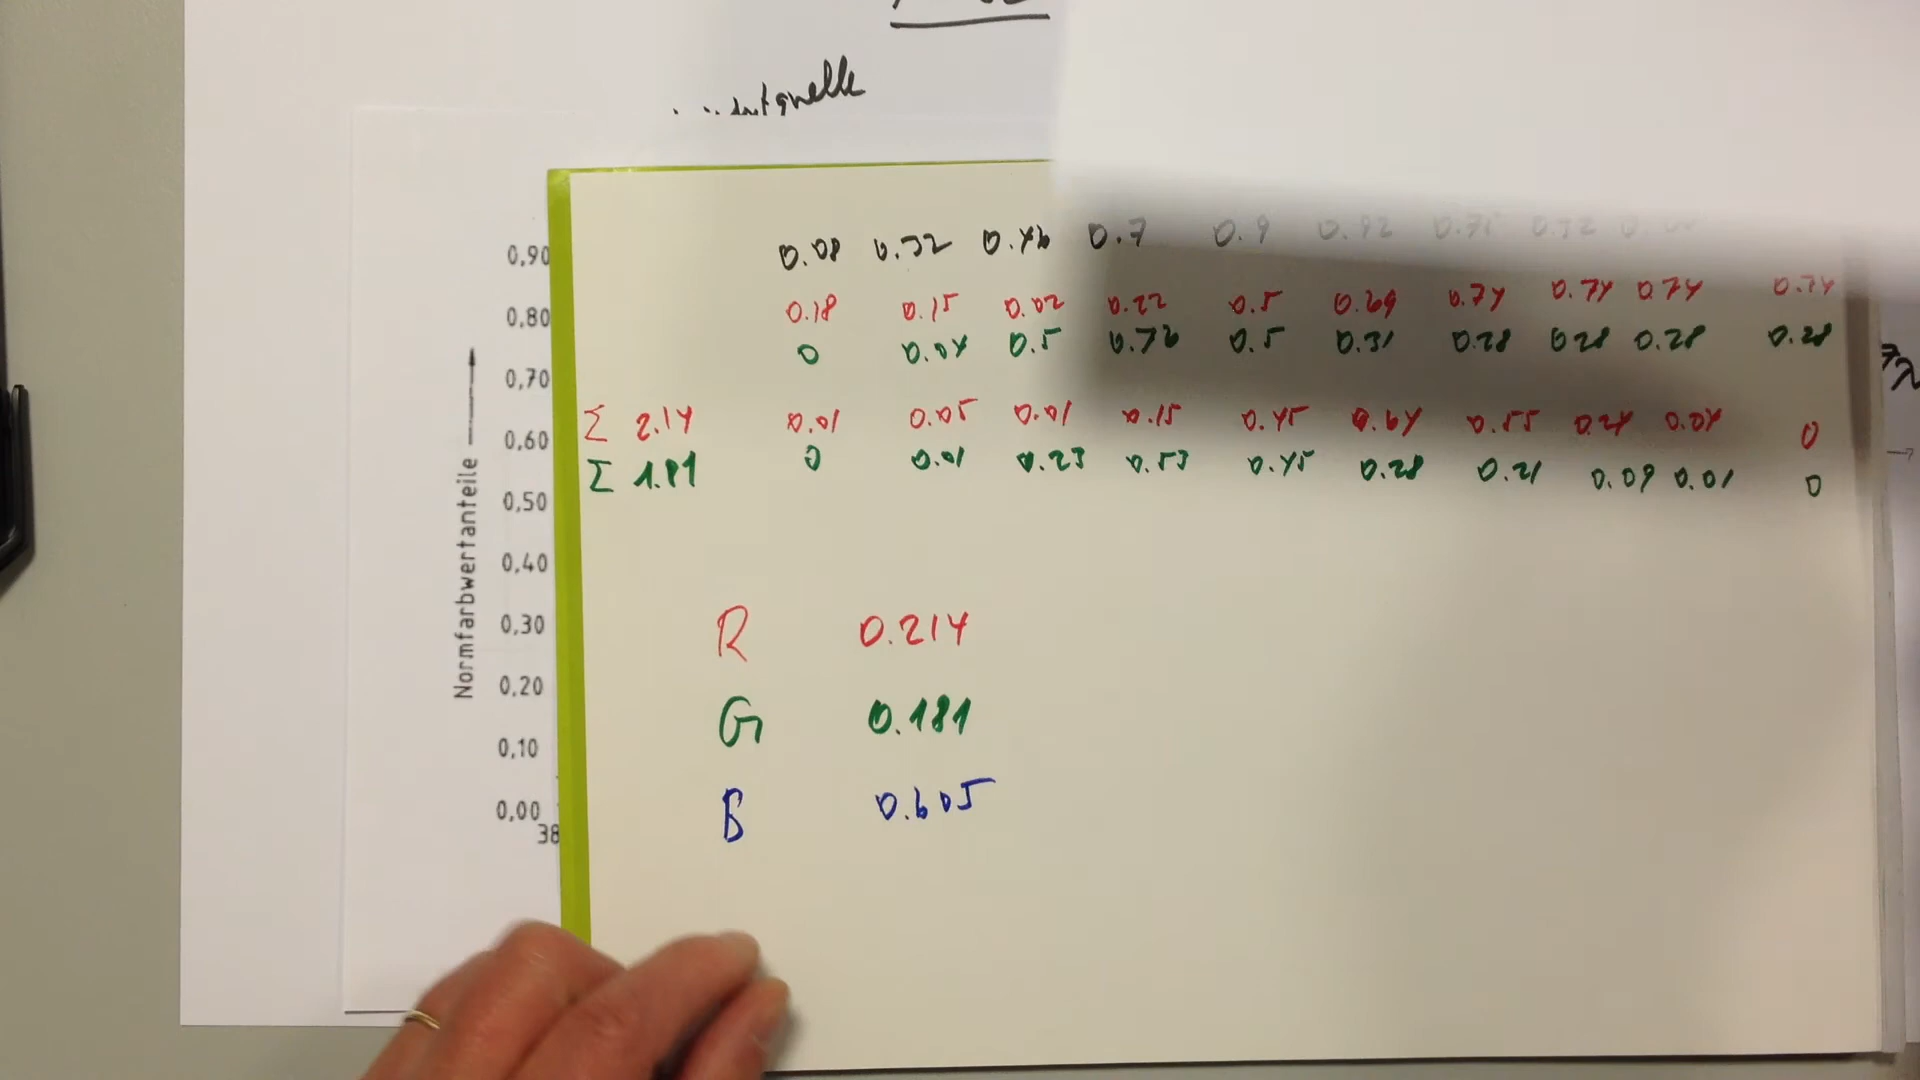 0,90
0.08 0.32 0.46 0.7 0.9 0.92 0.75
0,80
0.18 0.15 0.02 0.22 0.5 0.69 0.74 0.74 0.74 0.74
0 0.04 0.5 0.76 0.5 0.31 0.28 0.28 0.28 0.28
0,70
Σ 2.14 0.01 0.05 0.01 0.15 0.45 0.64 0.55 0.24 0.04 0
0,60
Σ 1.81 0 0.01 0.23 0.53 0.45 0.28 0.21 0.09 0.01 0
0,50
Normfarbwertanteile
0,40
0,30
R 0.214
0,20
G 0.181
0,10
B 0.605
0,00
38